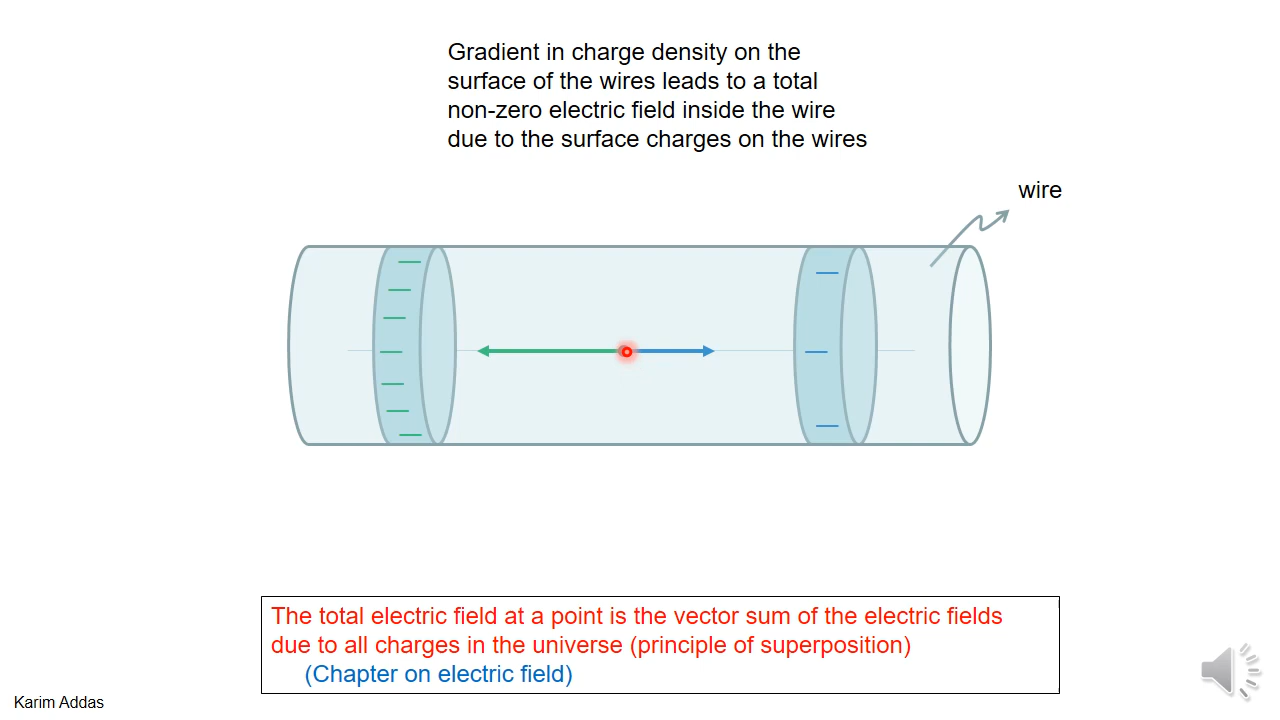 Gradient in charge density on the
surface of the wires leads to a total
non-zero electric field inside the wire
due to the surface charges on the wires
wire
The total electric field at a point is the vector sum of the electric fields
due to all charges in the universe (principle of superposition)
(Chapter on electric field)
Karim Addas